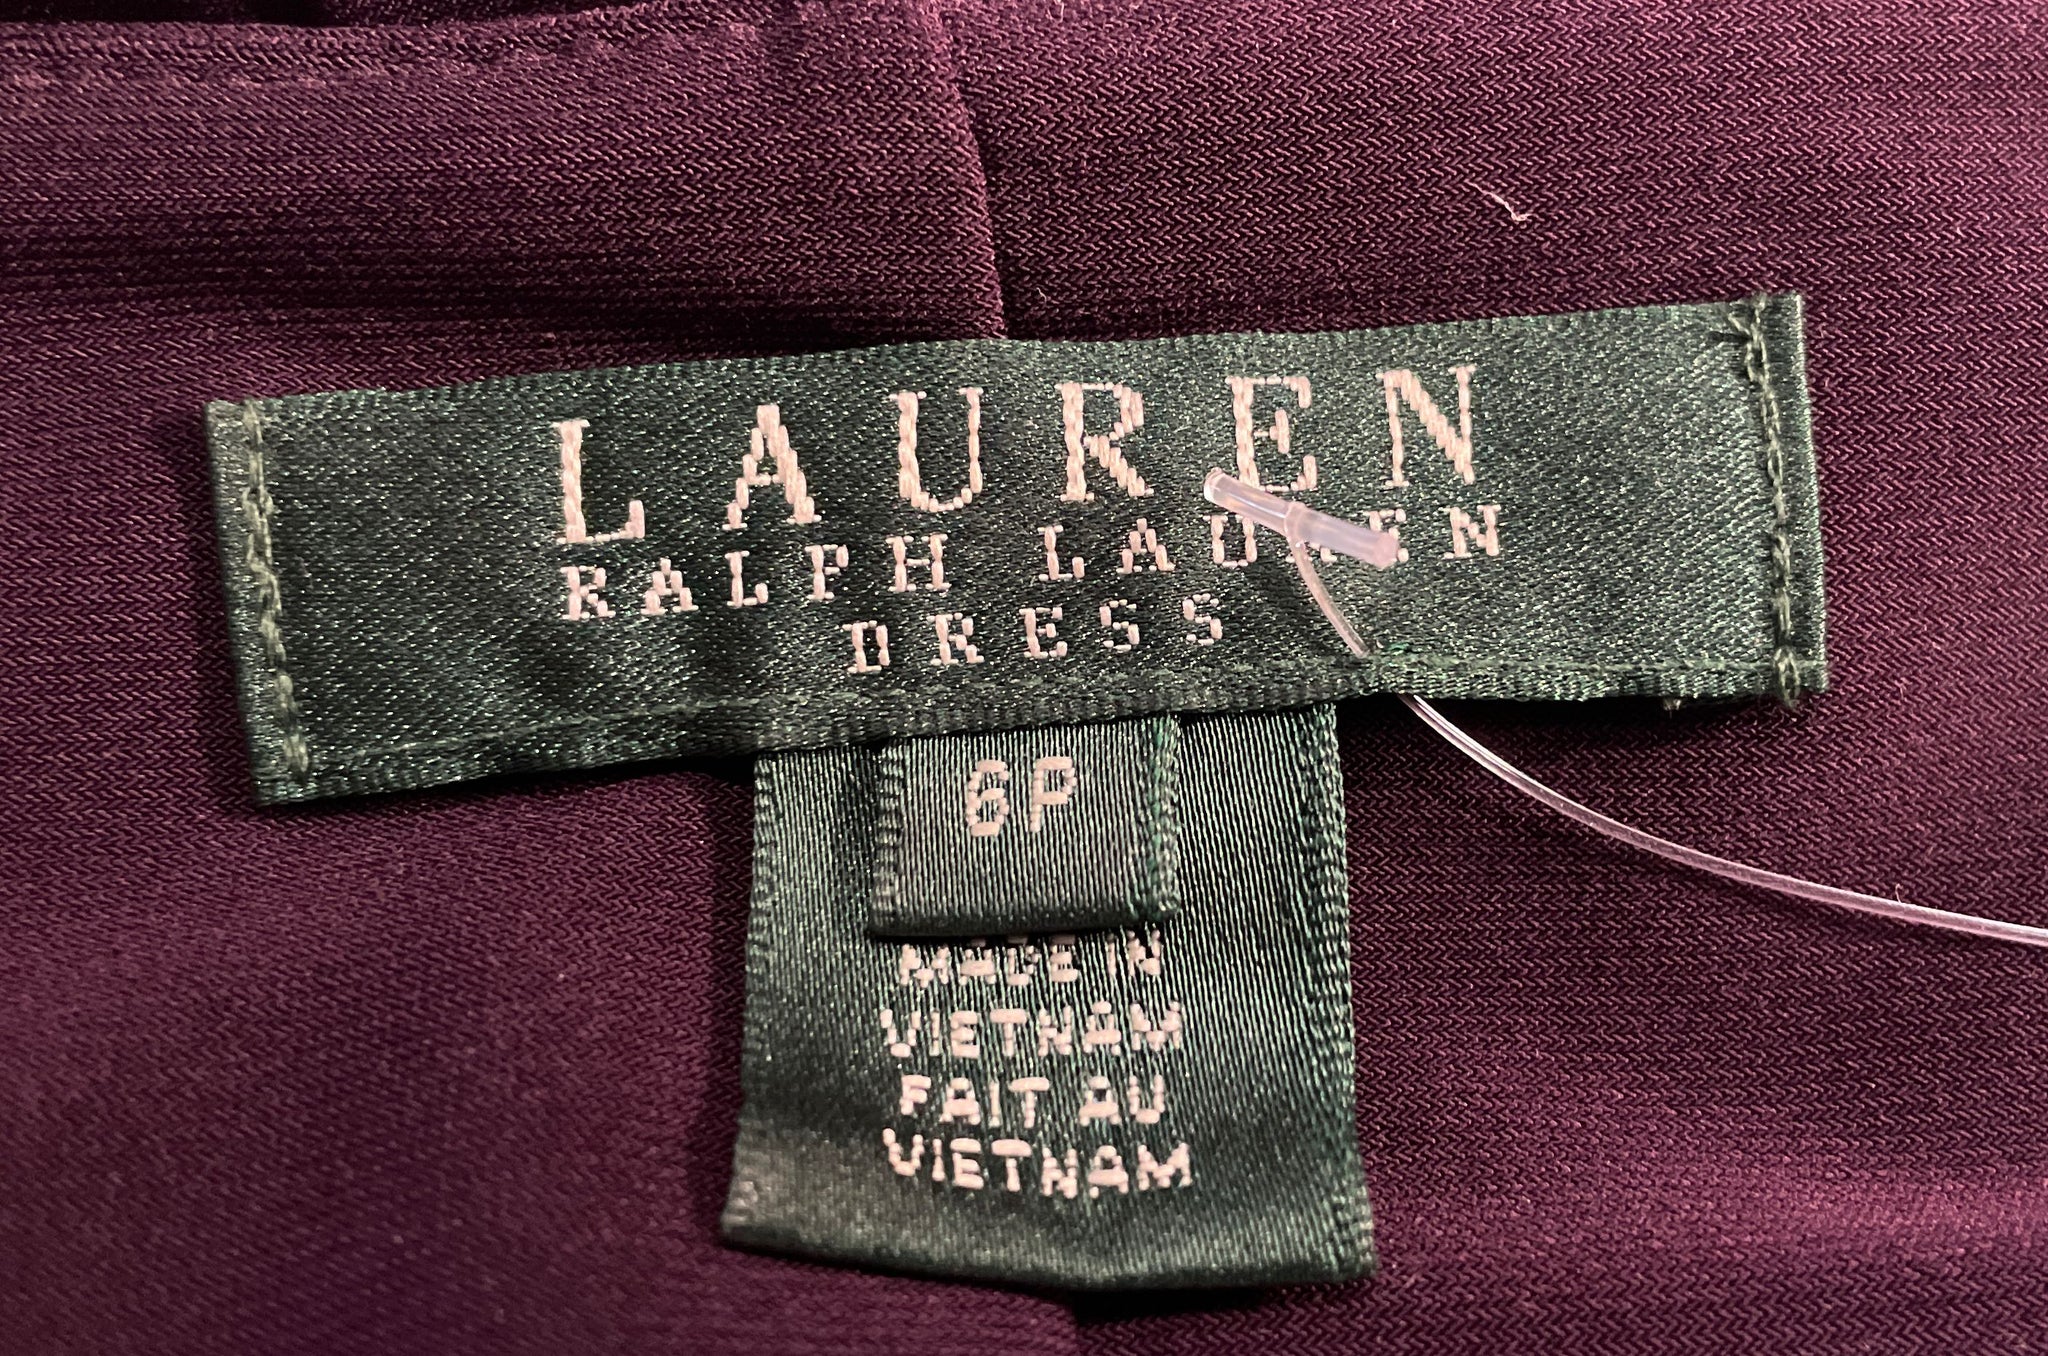 LAUREN
RALPH LAUREN
DRESS
6P
MADE IN
VIETNAM
FAIT AU
VIETNAM